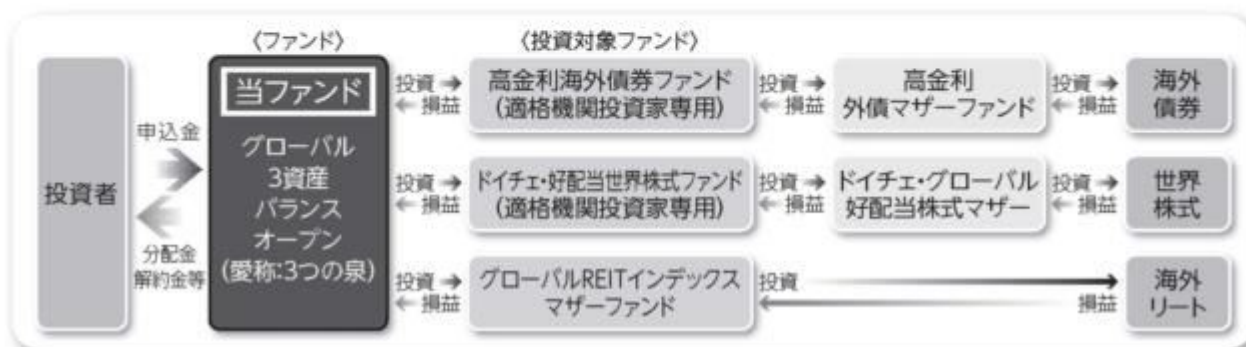 〈ファンド〉
〈投資対象ファンド〉
投資者
申込金
分配金
解約金等
当ファンド
グローバル
3資産
バランス
オープン
(愛称:3つの泉)
投資
損益
高金利海外債券ファンド
(適格機関投資家専用)
投資
損益
高金利
外債マザーファンド
投資
損益
海外
債券
投資
損益
ドイチェ・好配当世界株式ファンド
(適格機関投資家専用)
投資
損益
ドイチェ・グローバル
好配当株式マザー
投資
損益
世界
株式
投資
損益
グローバルREITインデックス
マザーファンド
投資
損益
海外
リート